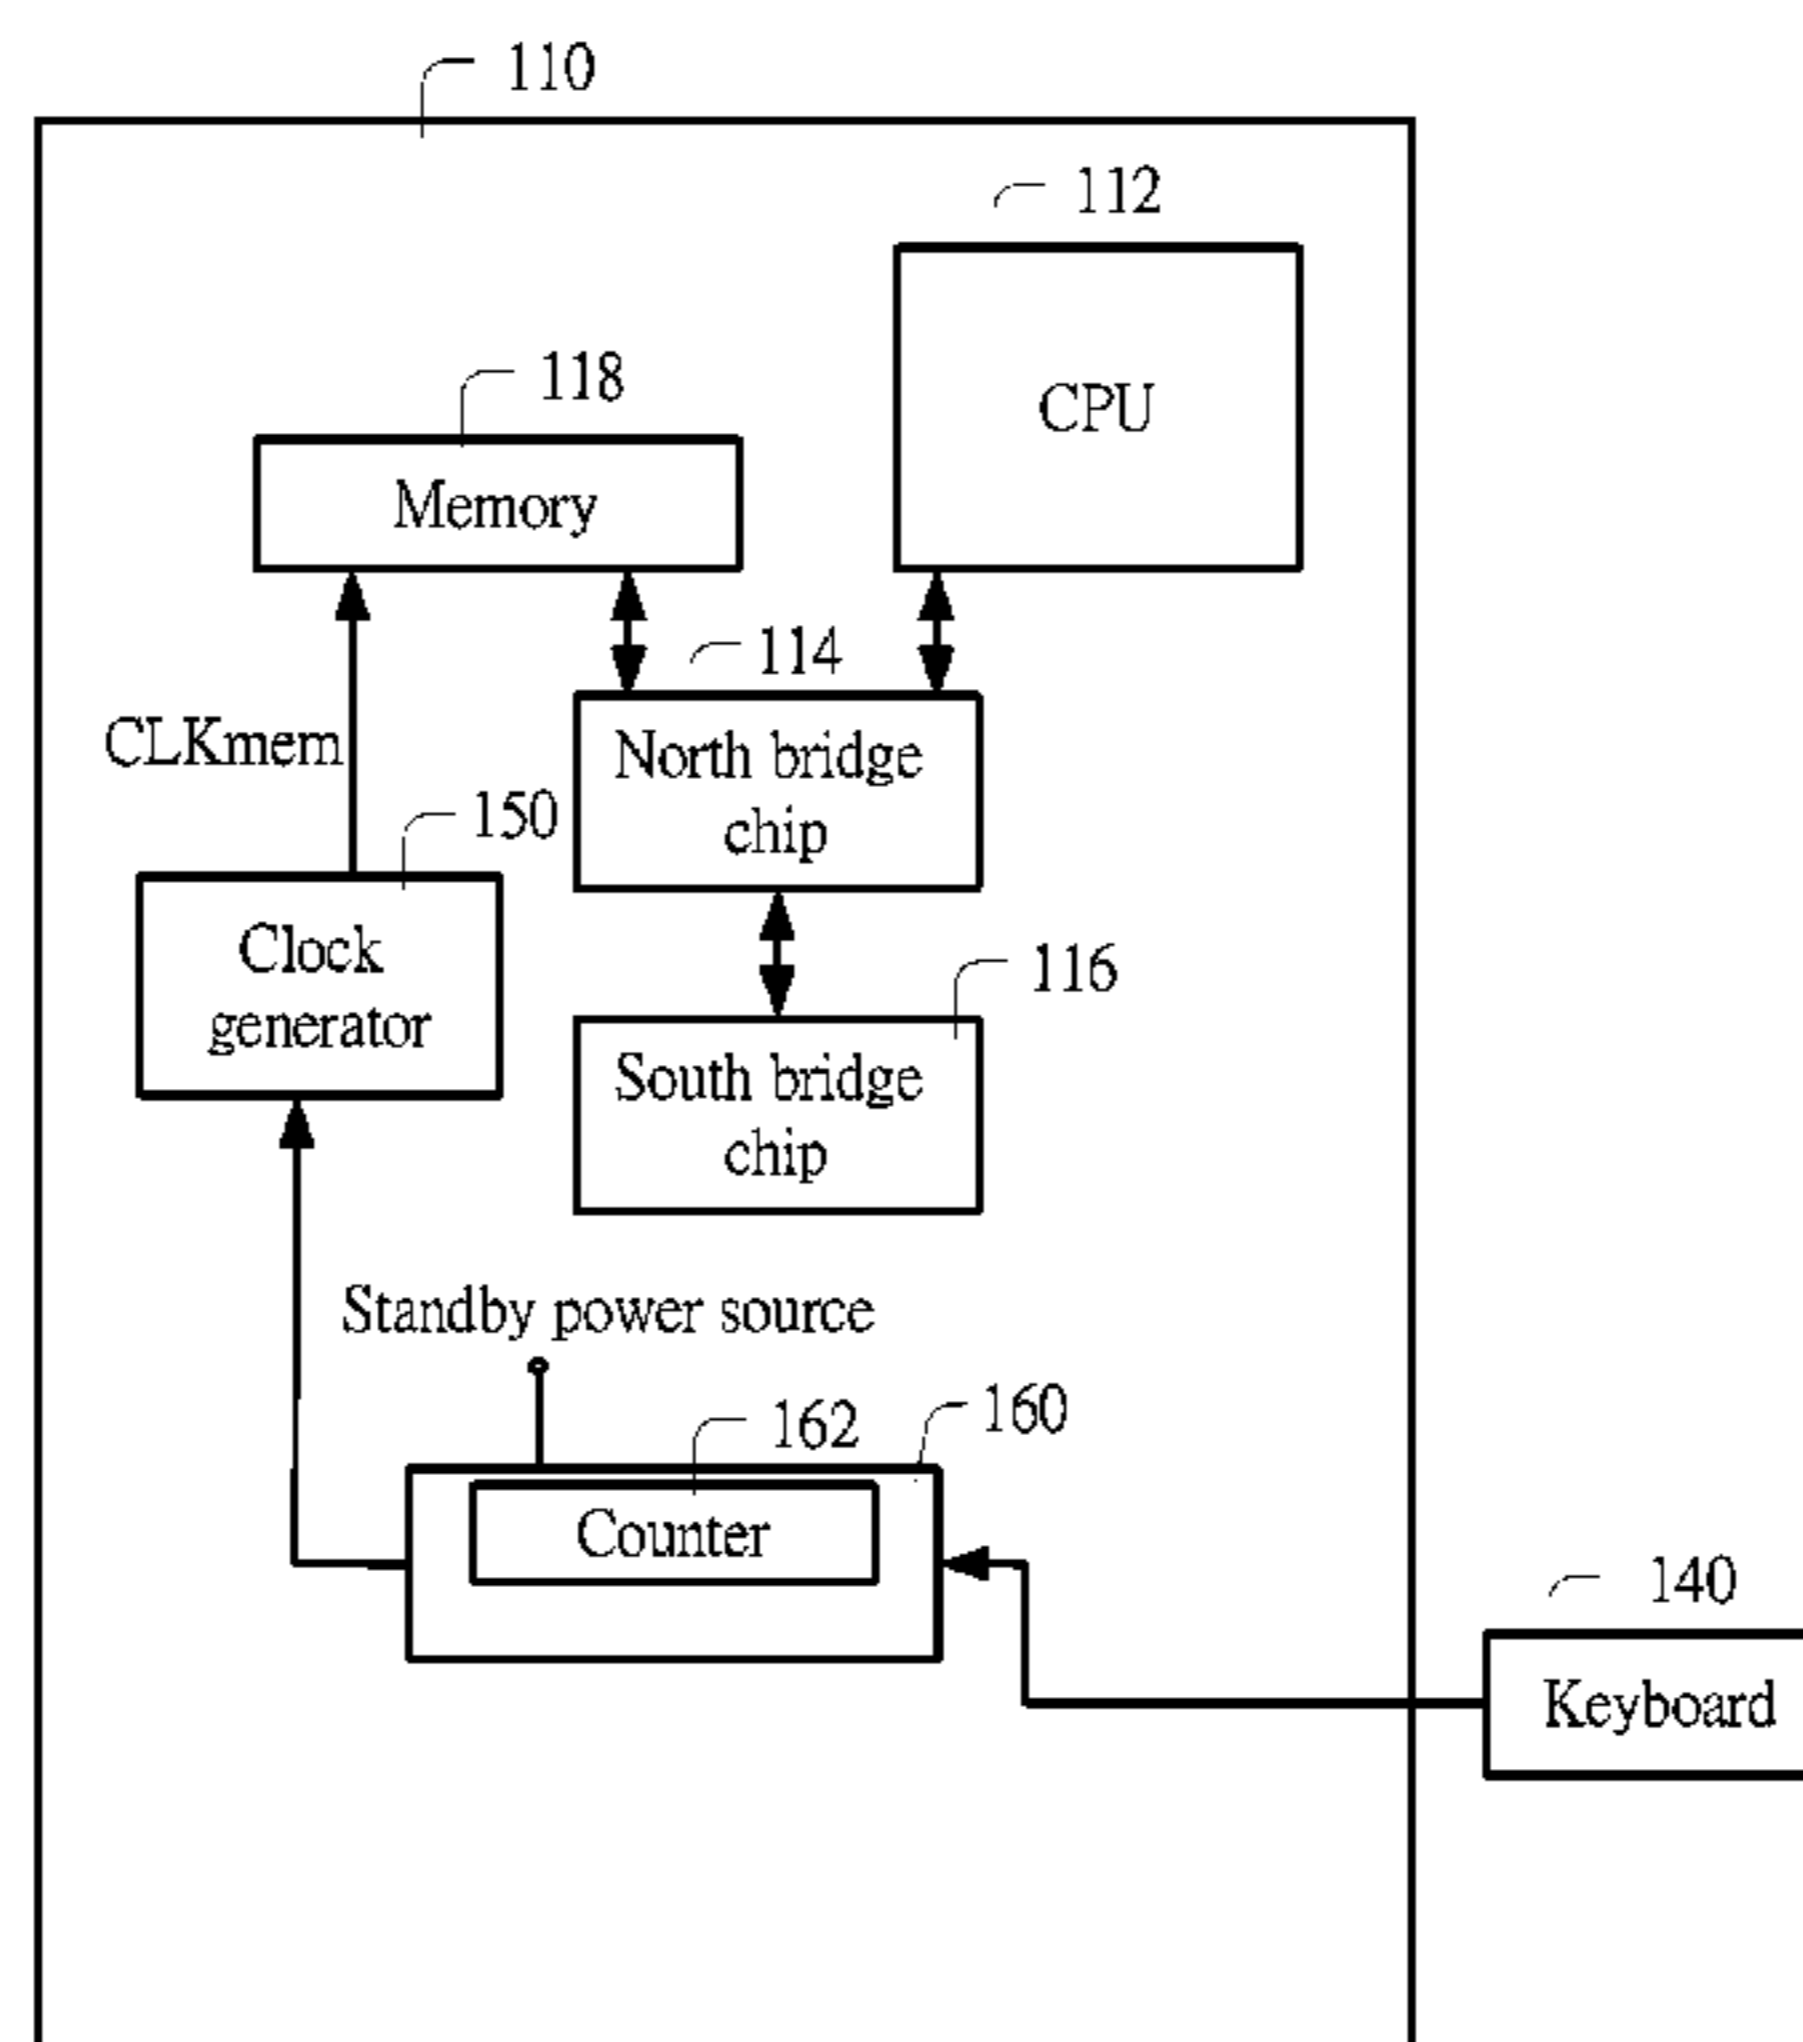 110
112
118
CPU
Memory
114
CLKmem
North bridge
chip
150
Clock
generator
116
South bridge
chip
Standby power source
162
160
Counter
140
Keyboard